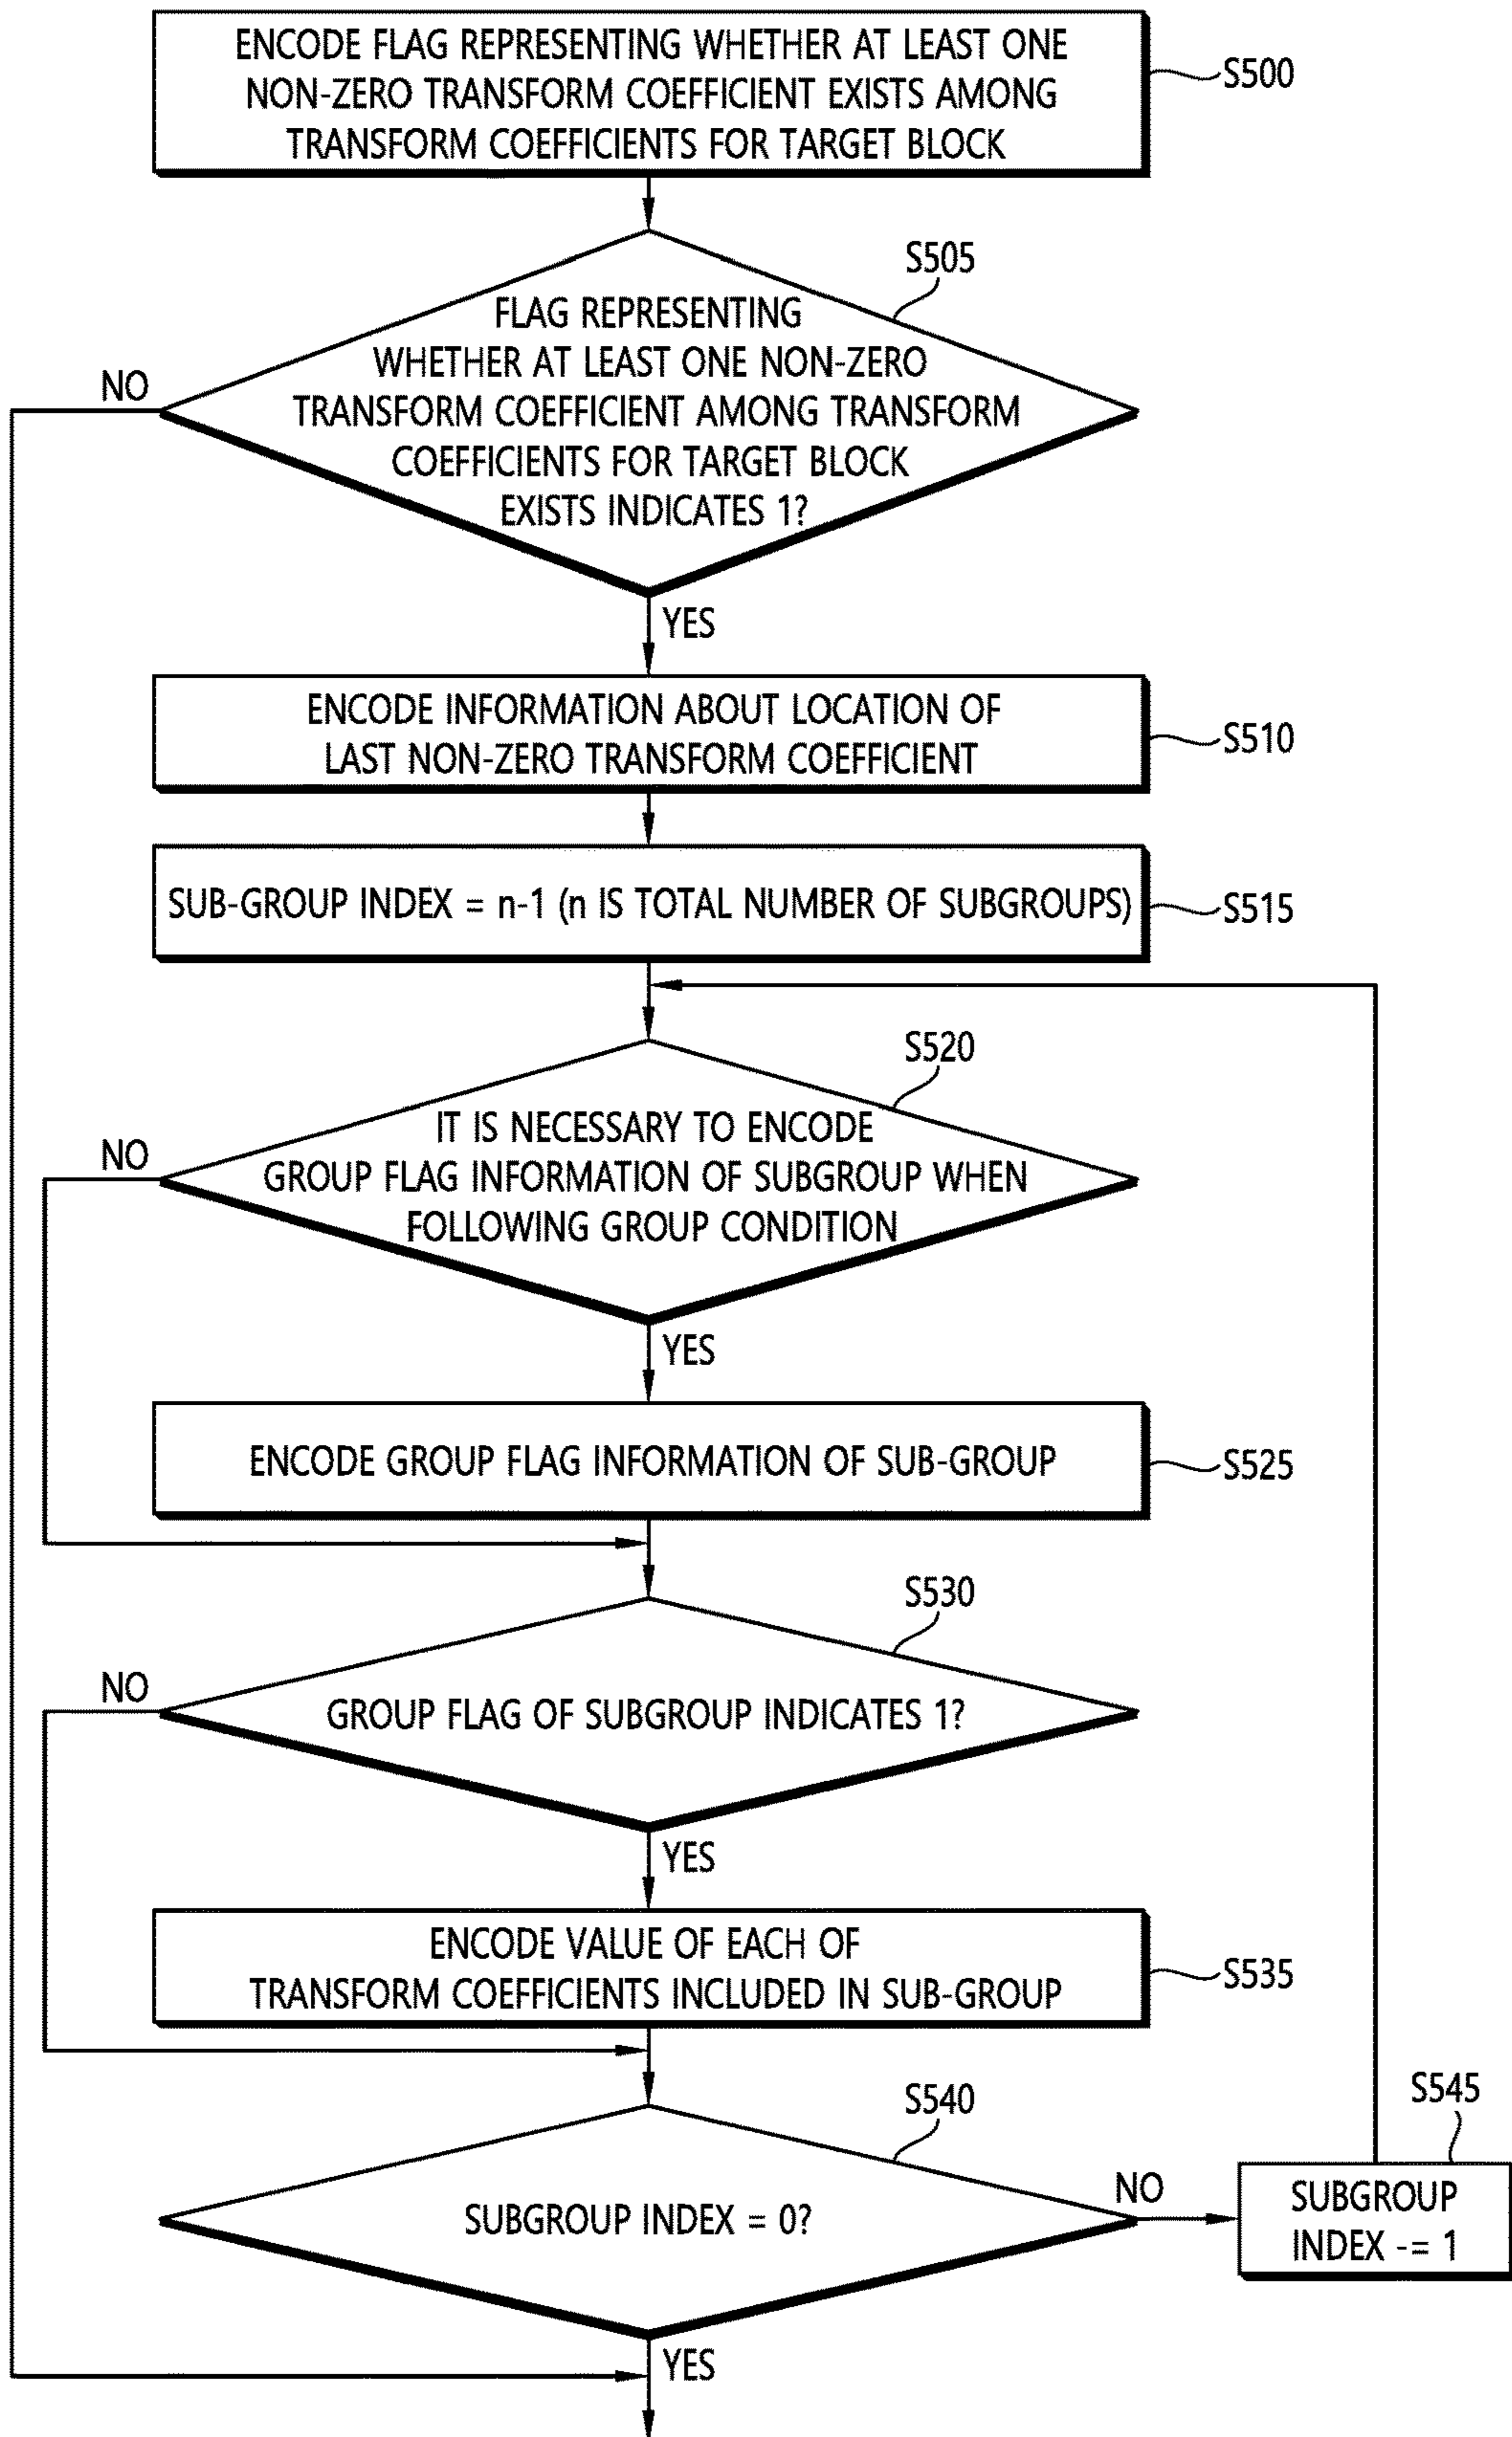 ENCODE FLAG REPRESENTING WHETHER AT LEAST ONE
NON-ZERO TRANSFORM COEFFICIENT EXISTS AMONG
TRANSFORM COEFFICIENTS FOR TARGET BLOCK
S500
S505
FLAG REPRESENTING
WHETHER AT LEAST ONE NON-ZERO
TRANSFORM COEFFICIENT AMONG TRANSFORM
COEFFICIENTS FOR TARGET BLOCK
EXISTS INDICATES 1?
NO
YES
ENCODE INFORMATION ABOUT LOCATION OF
LAST NON-ZERO TRANSFORM COEFFICIENT
S510
SUB-GROUP INDEX = n-1 (n IS TOTAL NUMBER OF SUBGROUPS)
S515
S520
IT IS NECESSARY TO ENCODE
GROUP FLAG INFORMATION OF SUBGROUP WHEN
FOLLOWING GROUP CONDITION
NO
YES
ENCODE GROUP FLAG INFORMATION OF SUB-GROUP
S525
S530
GROUP FLAG OF SUBGROUP INDICATES 1?
NO
YES
ENCODE VALUE OF EACH OF
TRANSFORM COEFFICIENTS INCLUDED IN SUB-GROUP
S535
S540
SUBGROUP INDEX = 0?
NO
S545
SUBGROUP
INDEX -= 1
YES